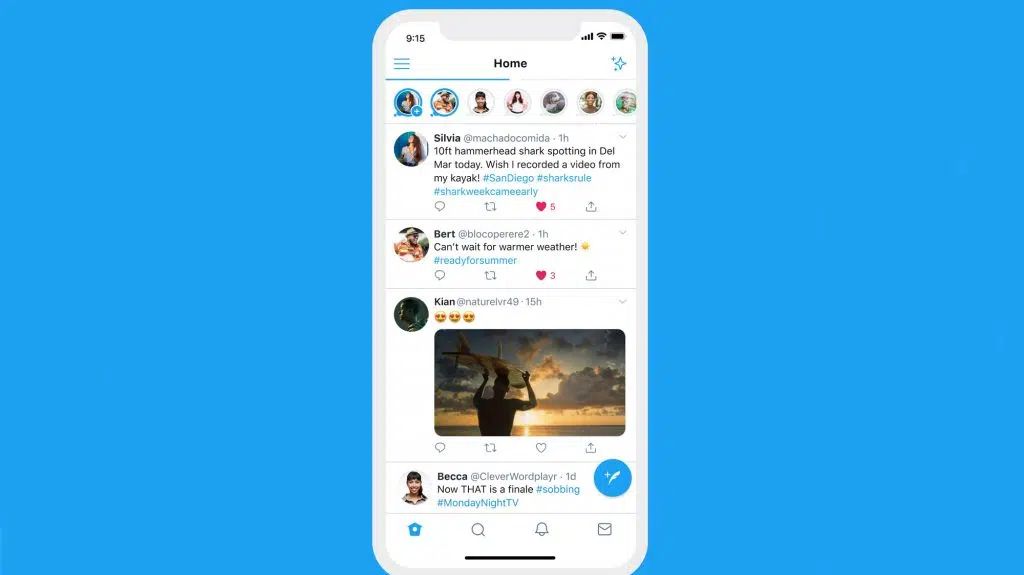 9:15
Home
Silvia @machadocomida · 1h
10ft hammerhead shark spotting in Del
Mar today. Wish I recorded a video from
my kayak! #SanDiego #sharksrule
#sharkweekcameearly
5
Bert @blocoperere2 · 1h
Can't wait for warmer weather! ☀️
#readyforsummer
3
Kian @naturelvr49 · 15h
😍😍😍
Becca @CleverWordplayr · 1d
Now THAT is a finale #sobbing
#MondayNightTV